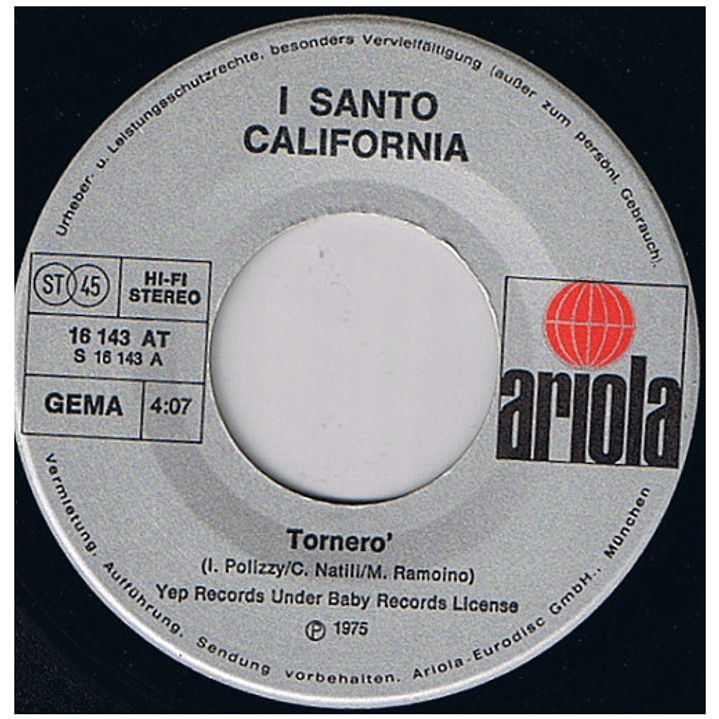 Urheber- u. Leistungsschutzrechte, besonders Vervielfältigung (außer zum persönl. Gebrauch).
I SANTO
CALIFORNIA
ST 45
HI-FI
STEREO
16 143 AT
S 16 143 A
GEMA
4:07
ariola
Tornero'
(I. Polizzy/C. Natili/M. Ramoino)
Yep Records Under Baby Records License
Ⓟ 1975
Vermietung, Aufführung, Sendung vorbehalten. Ariola-Eurodisc GmbH., München